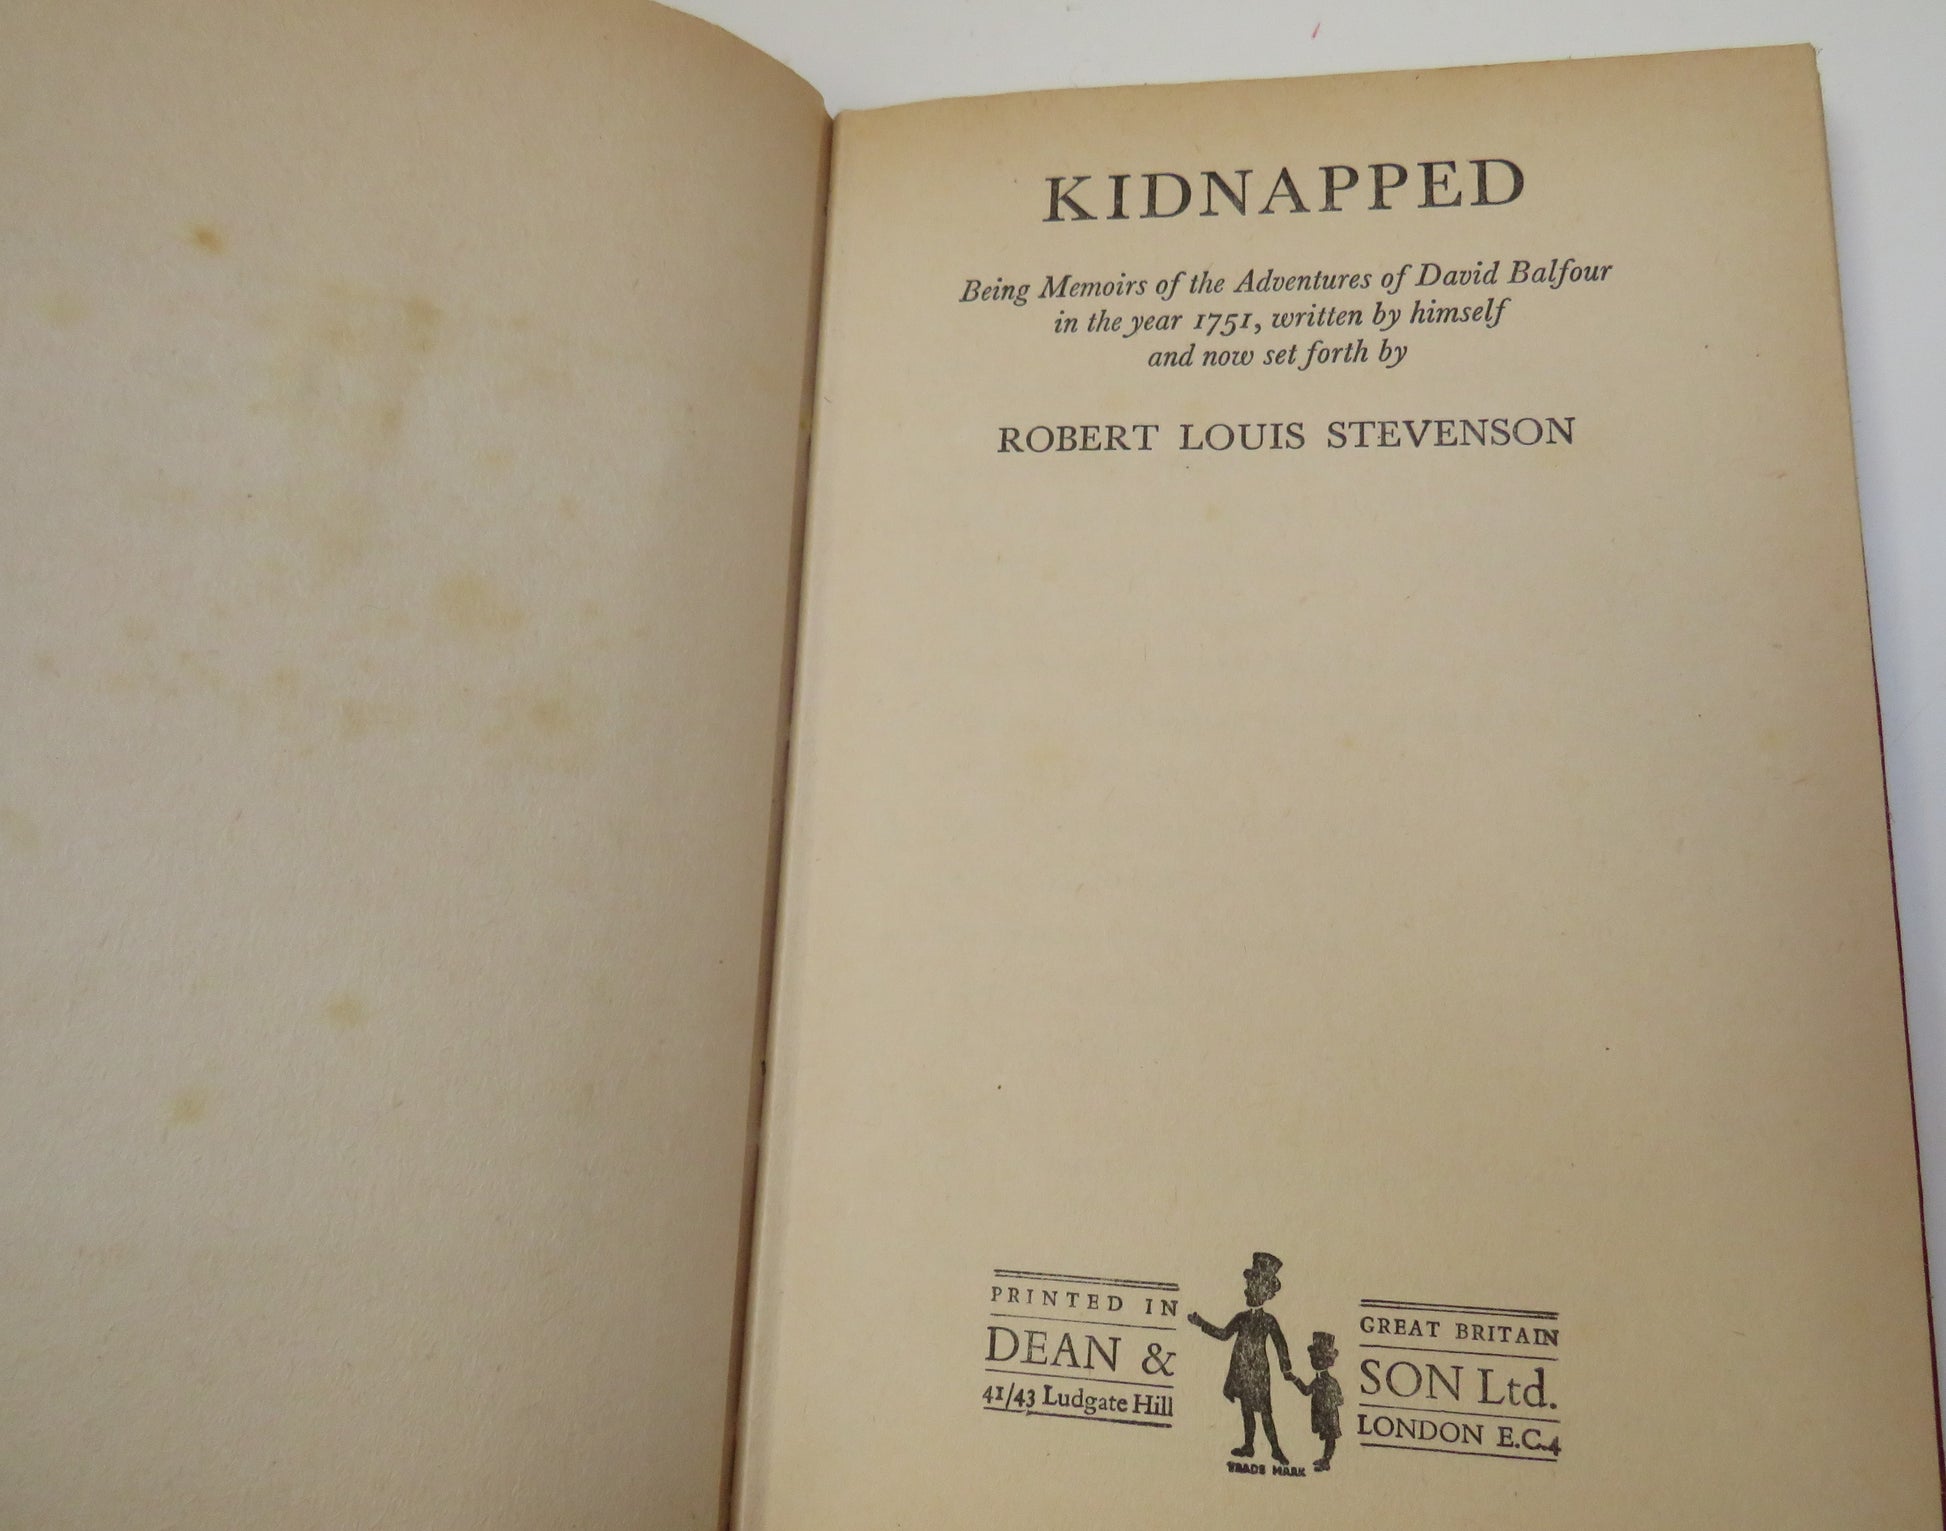 KIDNAPPED
Being Memoirs of the Adventures of David Balfour
in the year 1751, written by himself
and now set forth by
ROBERT LOUIS STEVENSON
PRINTED IN
DEAN &
41/43 Ludgate Hill
GREAT BRITAIN
SON Ltd.
LONDON E.C.4
TRADE MARK